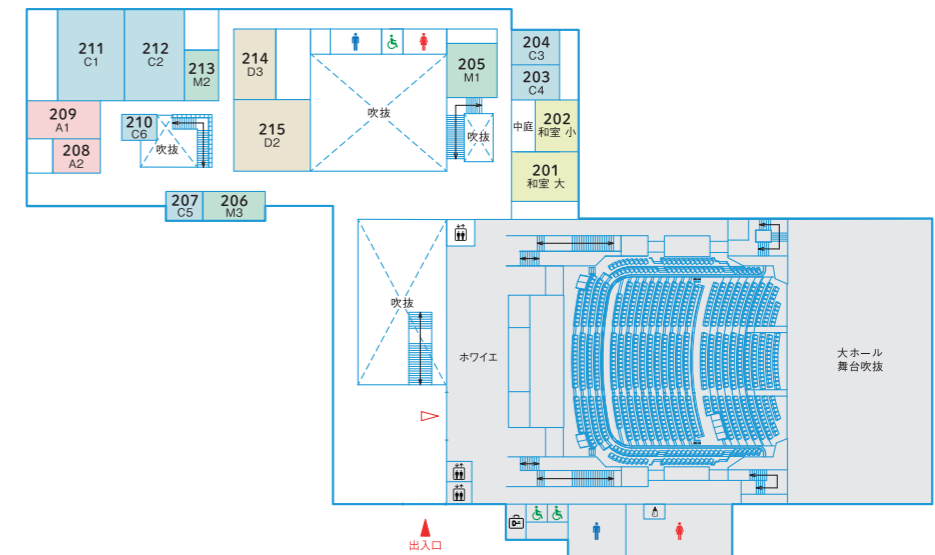 211
C1
212
C2
213
M2
214
D3
205
M1
204
C3
203
C4
209
A1
208
A2
210
C6
吹抜
215
D2
吹抜
吹抜
中庭
202
和室 小
201
和室 大
207
C5
206
M3
吹抜
ホワイエ
大ホール
舞台吹抜
出入口